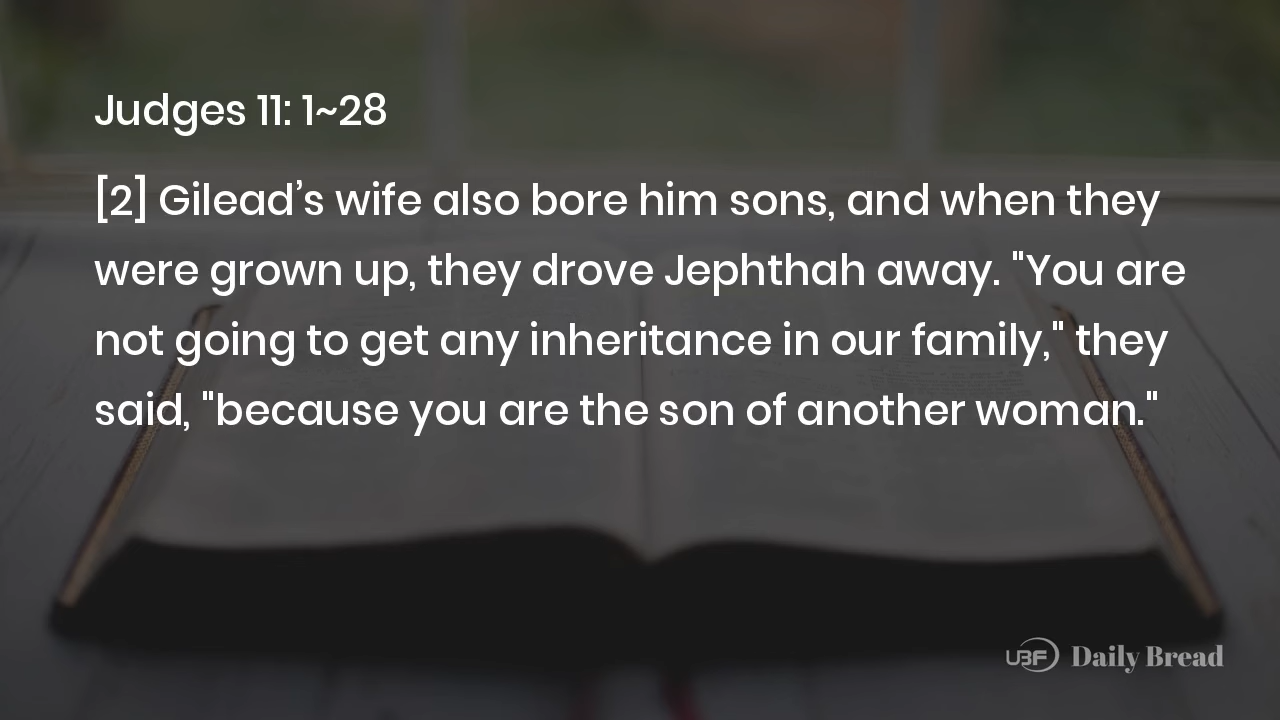 Judges 11: 1~28
[2] Gilead’s wife also bore him sons, and when they
were grown up, they drove Jephthah away. "You are
not going to get any inheritance in our family," they
said, "because you are the son of another woman."
UBF Daily Bread